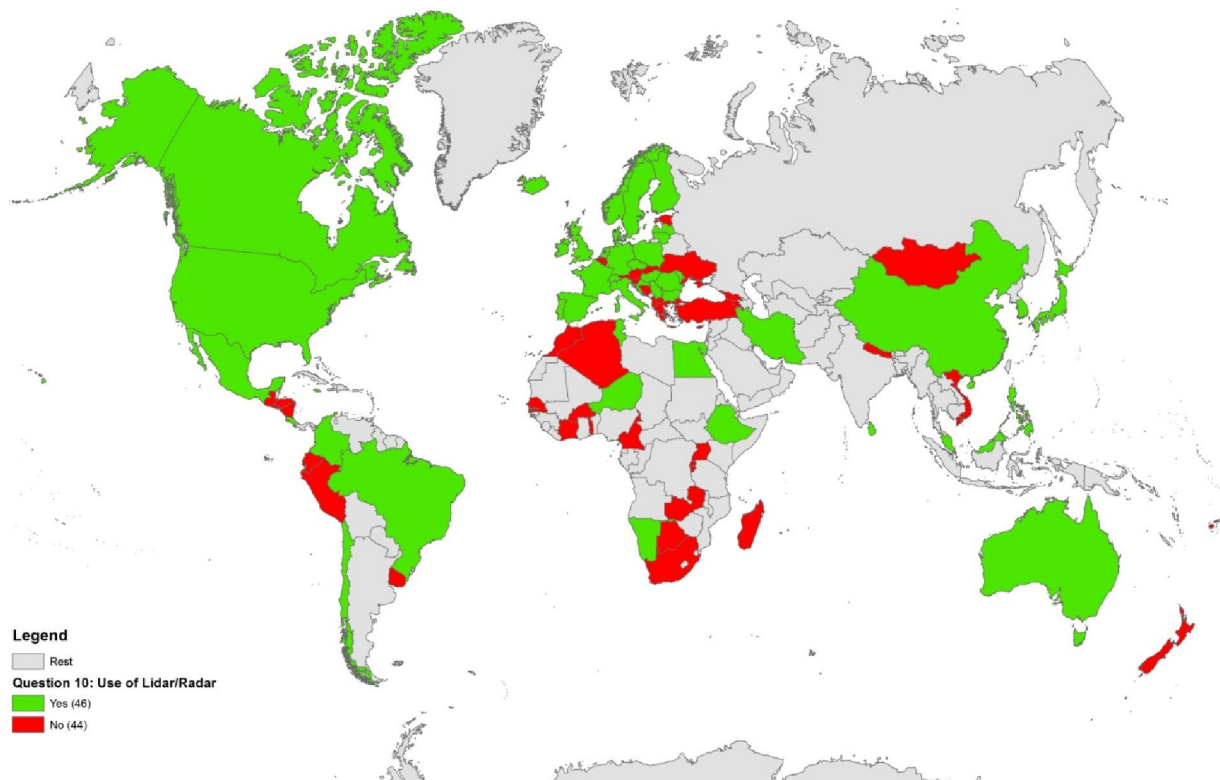 Legend
Rest
Question 10: Use of Lidar/Radar
Yes (46)
No (44)